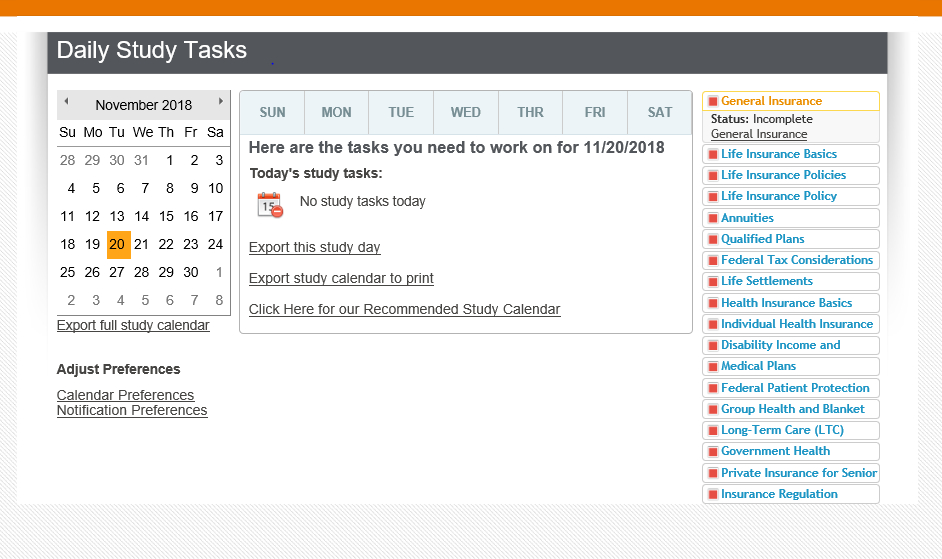 Daily Study Tasks
November 2018
Su Mo Tu We Th Fr Sa
28 29 30 31 1 2 3
4 5 6 7 8 9 10
11 12 13 14 15 16 17
18 19 20 21 22 23 24
25 26 27 28 29 30 1
2 3 4 5 6 7 8
Export full study calendar
Adjust Preferences
Calendar Preferences
Notification Preferences
SUN MON TUE WED THR FRI SAT
Here are the tasks you need to work on for 11/20/2018
Today's study tasks:
15 No study tasks today
Export this study day
Export study calendar to print
Click Here for our Recommended Study Calendar
General Insurance
Status: Incomplete
General Insurance
Life Insurance Basics
Life Insurance Policies
Life Insurance Policy
Annuities
Qualified Plans
Federal Tax Considerations
Life Settlements
Health Insurance Basics
Individual Health Insurance
Disability Income and
Medical Plans
Federal Patient Protection
Group Health and Blanket
Long-Term Care (LTC)
Government Health
Private Insurance for Senior
Insurance Regulation